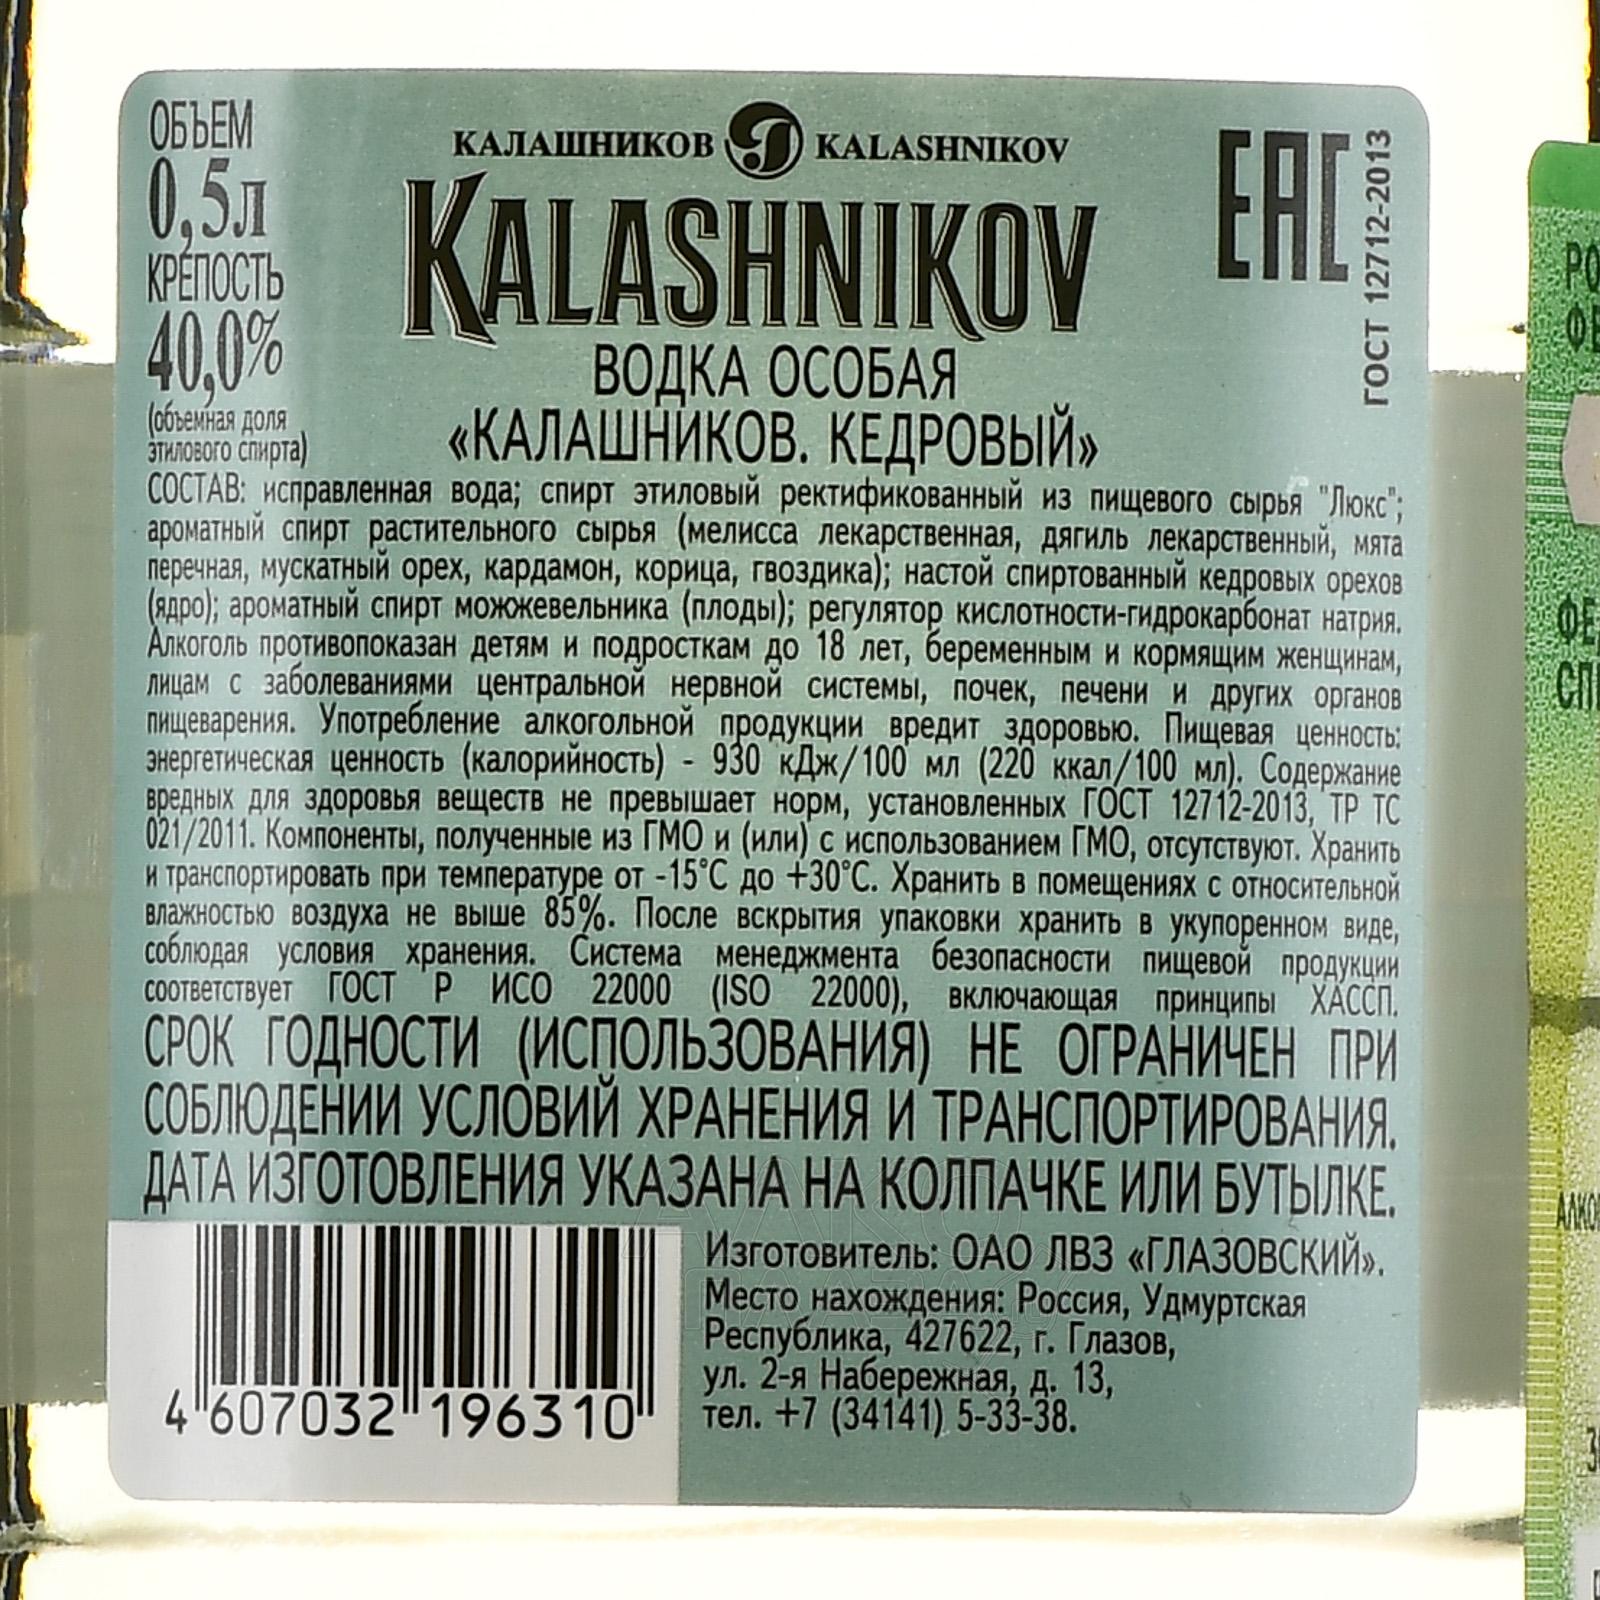 ОБЪЕМ
0,5л
КРЕПОСТЬ
40,0%
(объемная доля
этилового спирта)
КАЛАШНИКОВ KALASHNIKOV
KALASHNIKOV
ВОДКА ОСОБАЯ
«КАЛАШНИКОВ. КЕДРОВЫЙ»
ЕАС
ГОСТ 12712-2013
СОСТАВ: исправленная вода; спирт этиловый ректификованный из пищевого сырья "Люкс";
ароматный спирт растительного сырья (мелисса лекарственная, дягиль лекарственный, мята
перечная, мускатный орех, кардамон, корица, гвоздика); настой спиртованный кедровых орехов
(ядро); ароматный спирт можжевельника (плоды); регулятор кислотности-гидрокарбонат натрия.
Алкоголь противопоказан детям и подросткам до 18 лет, беременным и кормящим женщинам,
лицам с заболеваниями центральной нервной системы, почек, печени и других органов
пищеварения. Употребление алкогольной продукции вредит здоровью. Пищевая ценность:
энергетическая ценность (калорийность) - 930 кДж/100 мл (220 ккал/100 мл). Содержание
вредных для здоровья веществ не превышает норм, установленных ГОСТ 12712-2013, ТР ТС
021/2011. Компоненты, полученные из ГМО и (или) с использованием ГМО, отсутствуют. Хранить
и транспортировать при температуре от -15°С до +30°С. Хранить в помещениях с относительной
влажностью воздуха не выше 85%. После вскрытия упаковки хранить в укупоренном виде,
соблюдая условия хранения. Система менеджмента безопасности пищевой продукции
соответствует ГОСТ Р ИСО 22000 (ISO 22000), включающая принципы ХАССП.
СРОК ГОДНОСТИ (ИСПОЛЬЗОВАНИЯ) НЕ ОГРАНИЧЕН ПРИ
СОБЛЮДЕНИИ УСЛОВИЙ ХРАНЕНИЯ И ТРАНСПОРТИРОВАНИЯ.
ДАТА ИЗГОТОВЛЕНИЯ УКАЗАНА НА КОЛПАЧКЕ ИЛИ БУТЫЛКЕ.
4 607032 196310
Изготовитель: ОАО ЛВЗ «ГЛАЗОВСКИЙ».
Место нахождения: Россия, Удмуртская
Республика, 427622, г. Глазов,
ул. 2-я Набережная, д. 13,
тел. +7 (34141) 5-33-38.